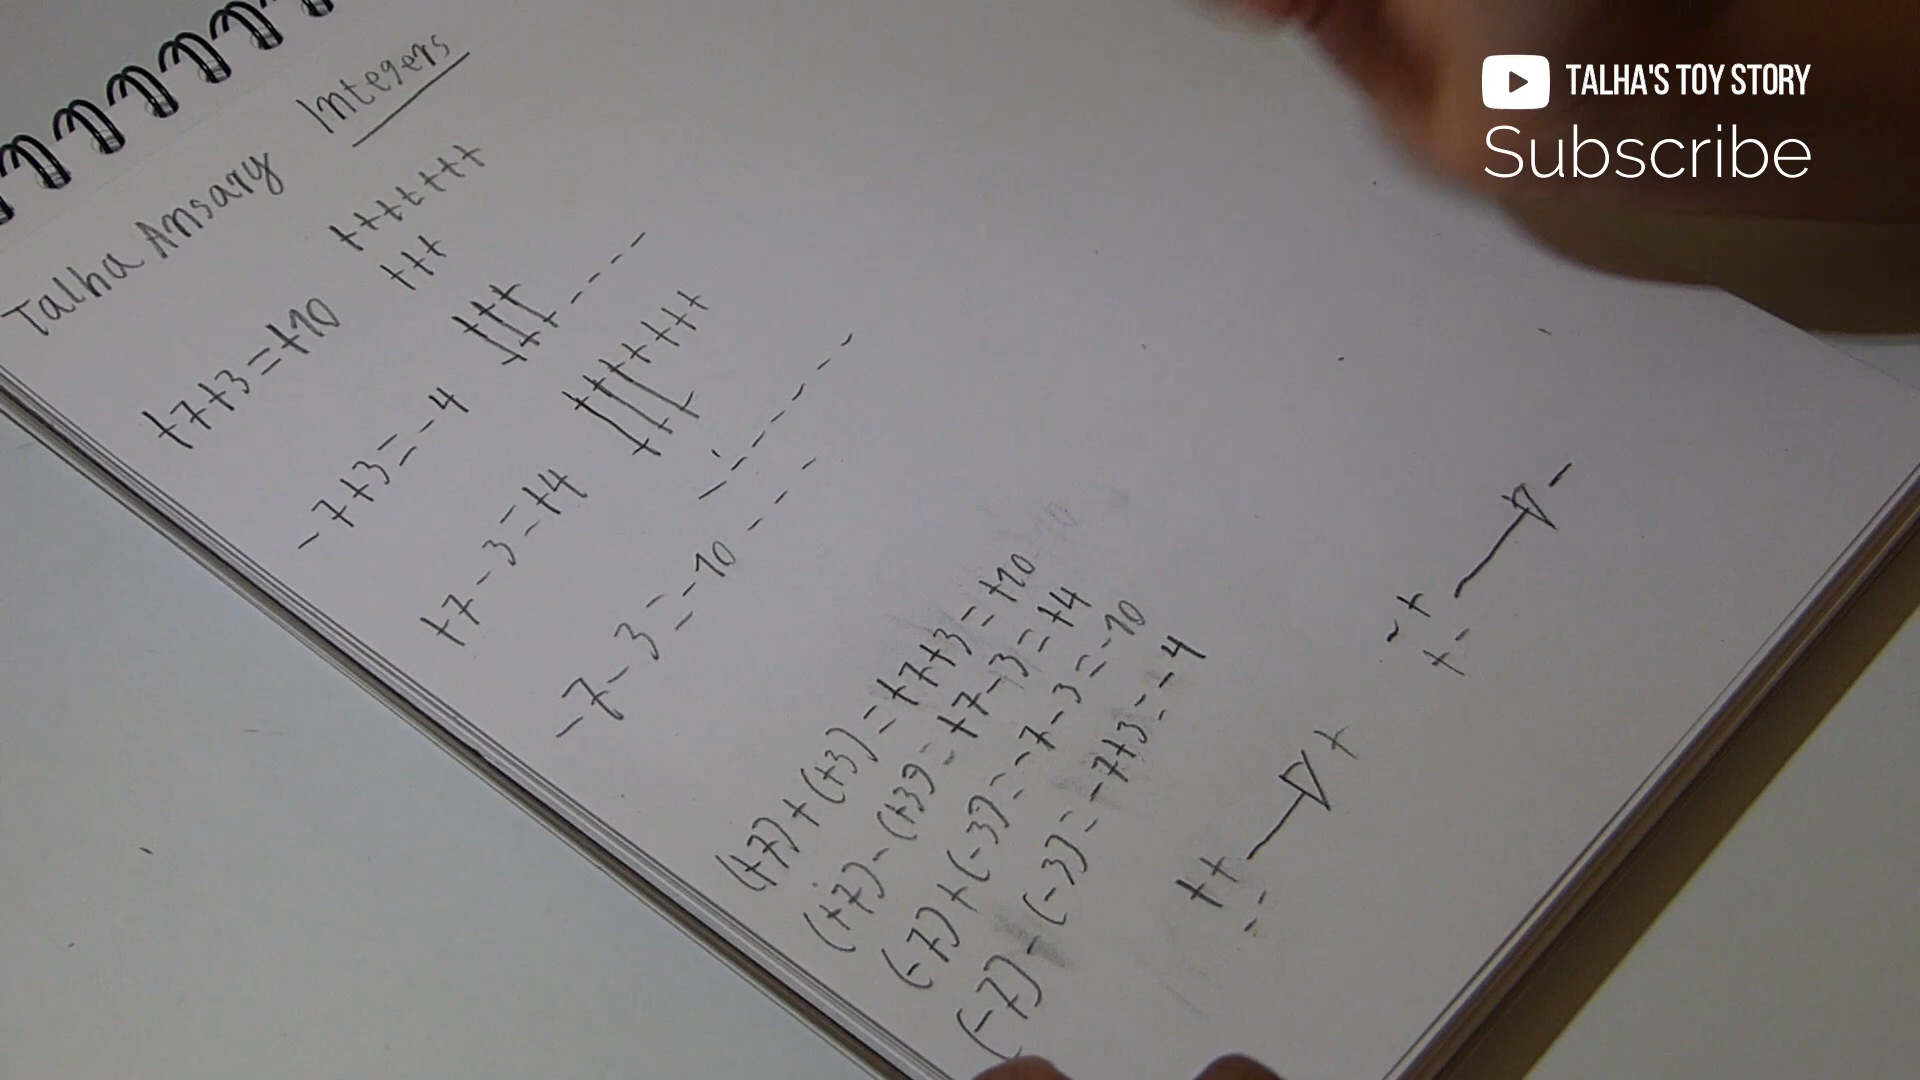 TALHA'S TOY STORY
Subscribe
Talha Ansary Integers
+7+3=+10 +++++++
+++
-7+3=-4 +++
-------
+7-3=+4 +++++++
---
-7-3=-10 -------
---
(+7)+(+3)=+7+3=+10
(+7)-(+3)=+7-3=+4
(-7)+(-3)=-7-3=-10
(-7)-(-3)=-7+3=-4
++ → +
--
-+ → -
+-